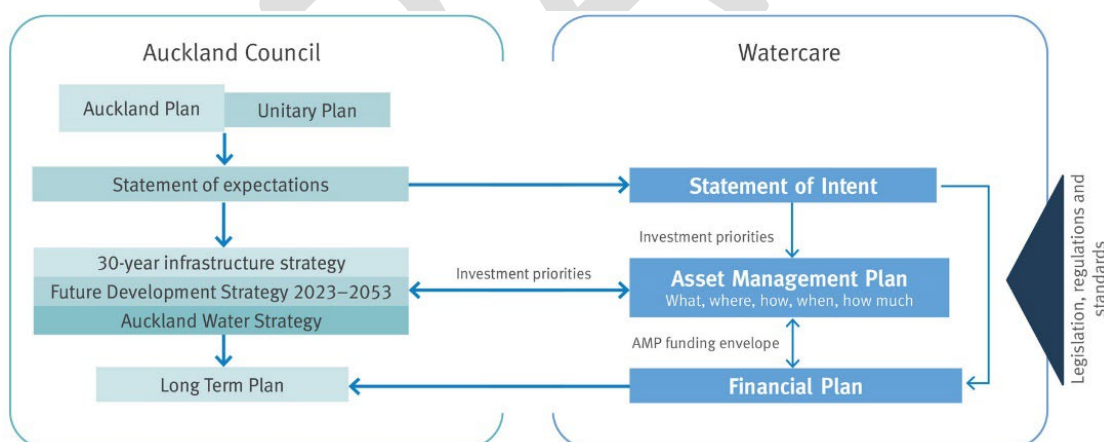 Auckland Council
Watercare
Auckland Plan
Unitary Plan
Statement of expectations
Statement of Intent
Investment priorities
30-year infrastructure strategy
Future Development Strategy 2023–2053
Auckland Water Strategy
Investment priorities
Asset Management Plan
What, where, how, when, how much
AMP funding envelope
Long Term Plan
Financial Plan
Legislation, regulations and
standards